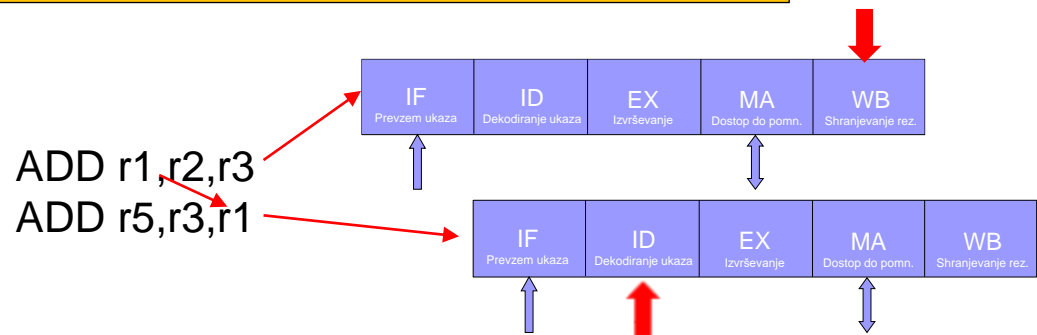 IF ID EX MA WB
Prevzem ukaza Dekodiranje ukaza Izvrševanje Dostop do pomn. Shranjevanje rez.
ADD r1,r2,r3
ADD r5,r3,r1
IF ID EX MA WB
Prevzem ukaza Dekodiranje ukaza Izvrševanje Dostop do pomn. Shranjevanje rez.